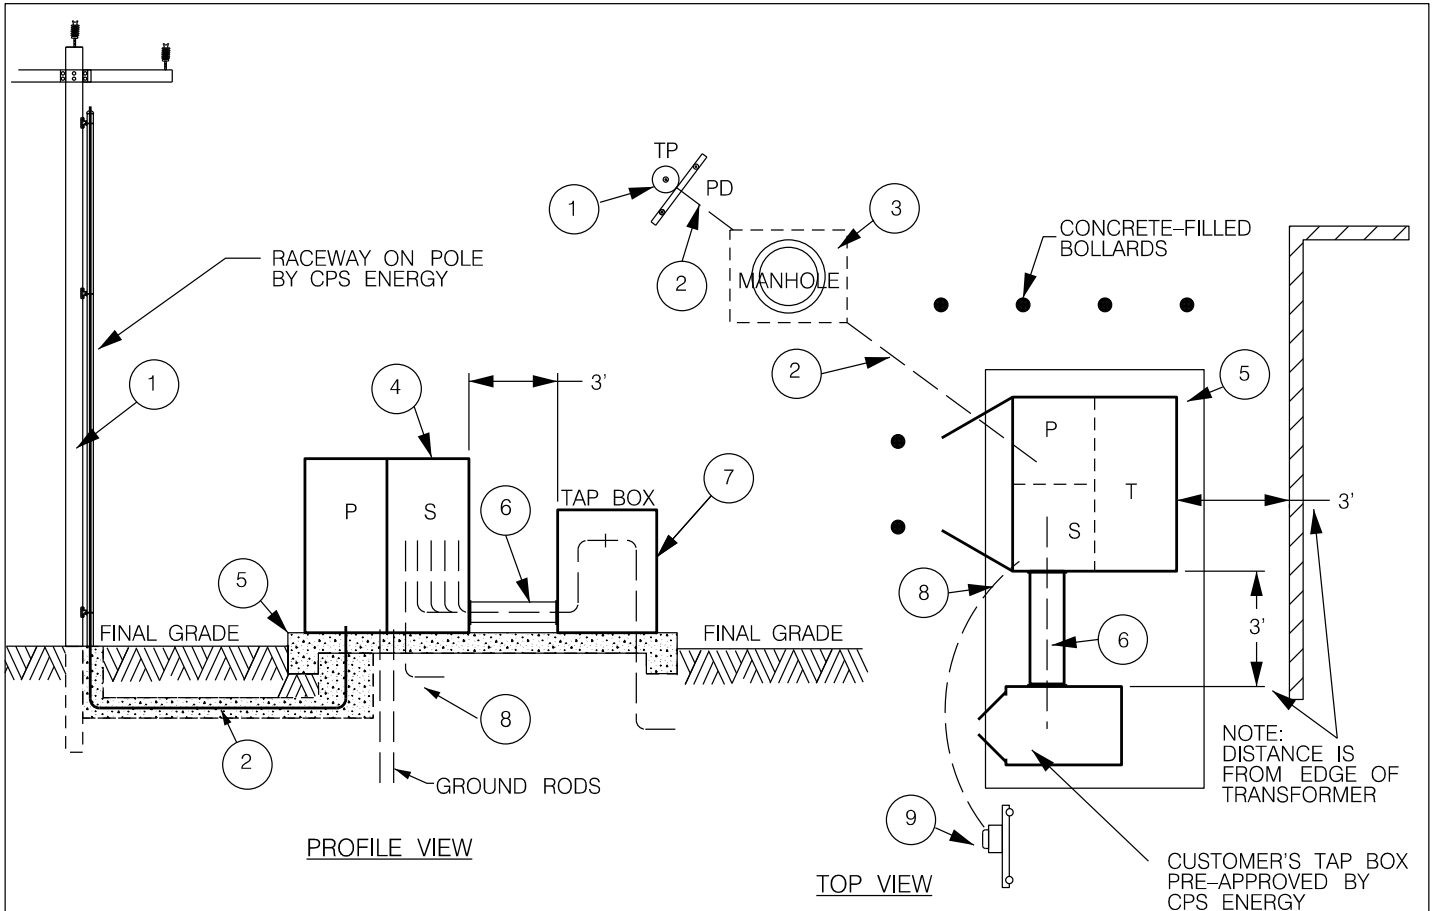 RACEWAY ON POLE
BY CPS ENERGY
1
4
3'
P
S
6
TAP BOX
7
5
FINAL GRADE
FINAL GRADE
2
8
GROUND RODS
PROFILE VIEW
TP
PD
1
2
3
MANHOLE
CONCRETE–FILLED
BOLLARDS
2
5
P
T
S
3'
8
6
3'
NOTE:
DISTANCE IS
FROM EDGE OF
TRANSFORMER
9
CUSTOMER'S TAP BOX
PRE–APPROVED BY
CPS ENERGY
TOP VIEW